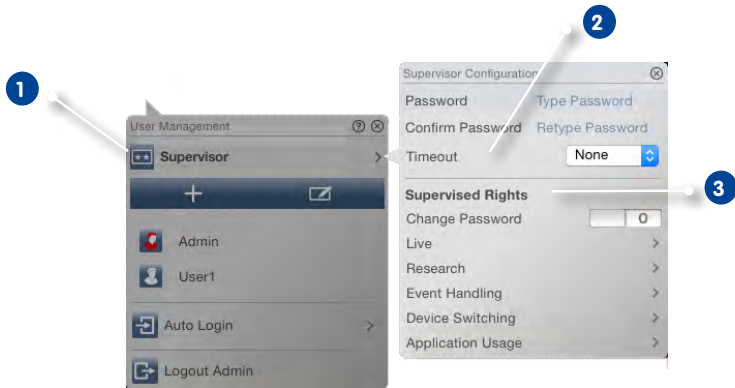 2
Supervisor Configuration
1
Password Type Password
User Management
Confirm Password Retype Password
Supervisor
Timeout None
3
Supervised Rights
Change Password 0
Admin
Live
User1
Research
Event Handling
Auto Login
Device Switching
Application Usage
Logout Admin